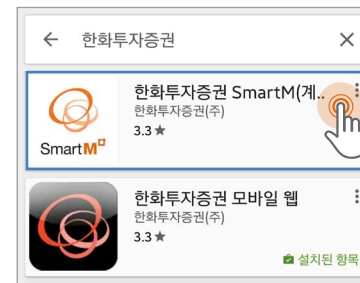 한화투자증권
한화투자증권 SmartM(계..
한화투자증권(주)
3.3★
SmartM
한화투자증권 모바일 웹
한화투자증권(주)
3.3★
설치된 항목